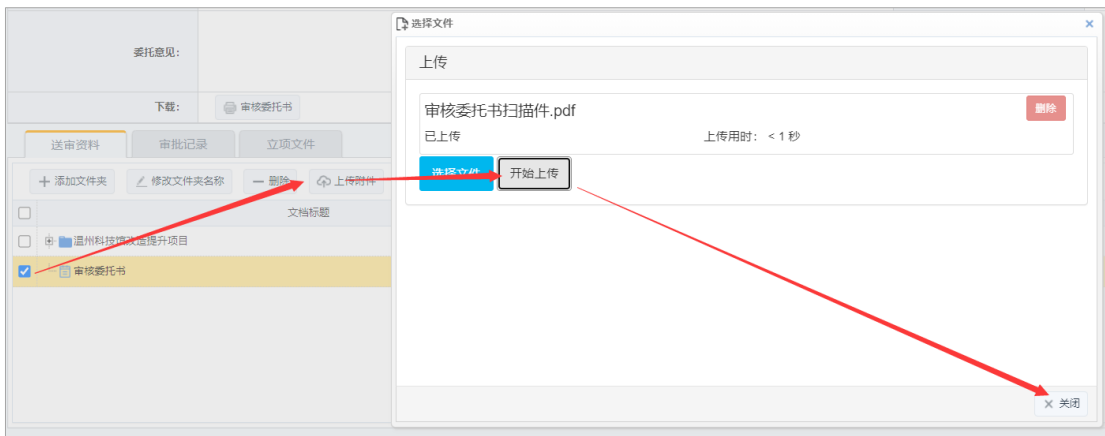 选择文件
委托意见：
上传
审核委托书扫描件.pdf
删除
已上传
上传用时： < 1 秒
下载：
审核委托书
送审资料
审批记录
立项文件
选择文件
开始上传
添加文件夹
修改文件夹名称
删除
上传附件
文档标题
温州科技馆改造提升项目
审核委托书
关闭